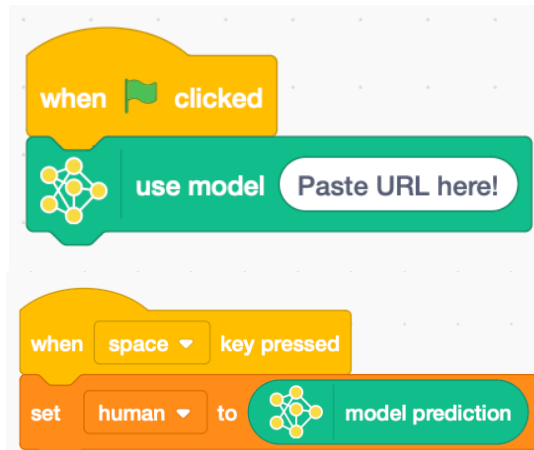 when clicked
use model Paste URL here!
when space key pressed
set human to model prediction